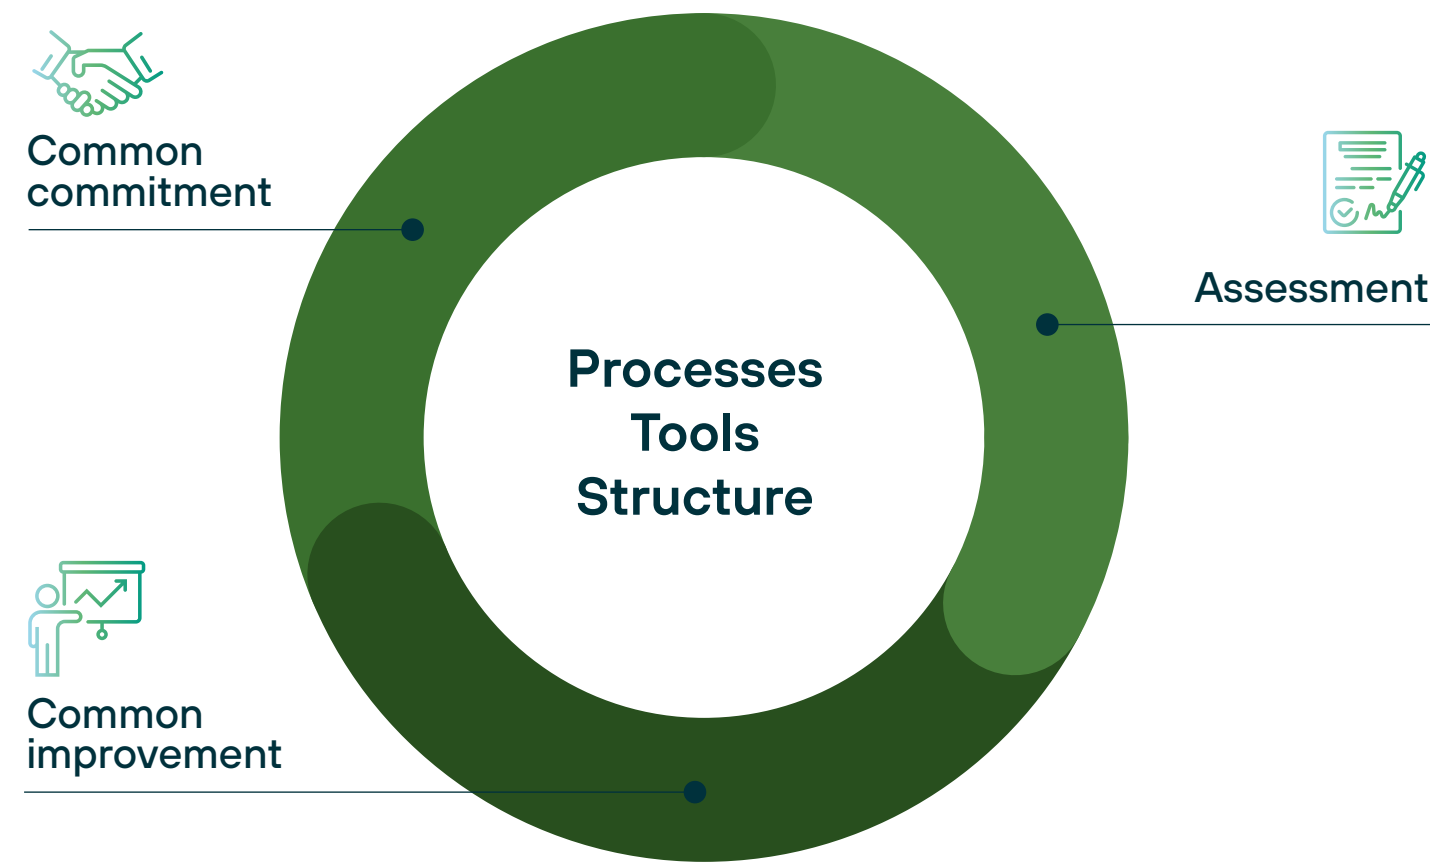 Common
commitment
Assessment
Processes
Tools
Structure
Common
improvement